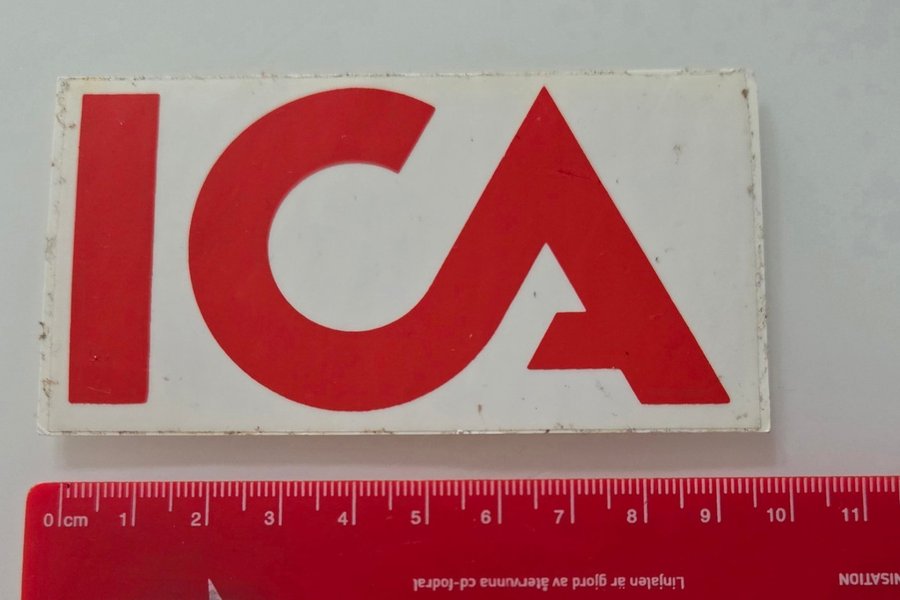 ICA
0 cm 1 2 3 4 5 6 7 8 9 10 11
Linjalen är gjord av återvunna cd-fodral
NISATION